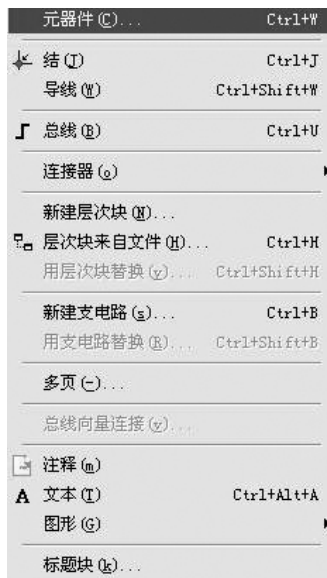 元器件(C)... Ctrl+W
结(J) Ctrl+J
导线(W) Ctrl+Shift+W
总线(B) Ctrl+U
连接器(o)
新建层次块(N)...
层次块来自文件(H)... Ctrl+H
用层次块替换(y)... Ctrl+Shift+H
新建支电路(s)... Ctrl+B
用支电路替换(R)... Ctrl+Shift+B
多页(-)...
总线向量连接(v)...
注释(m)
A 文本(T) Ctrl+Alt+A
图形(G)
标题块(k)...